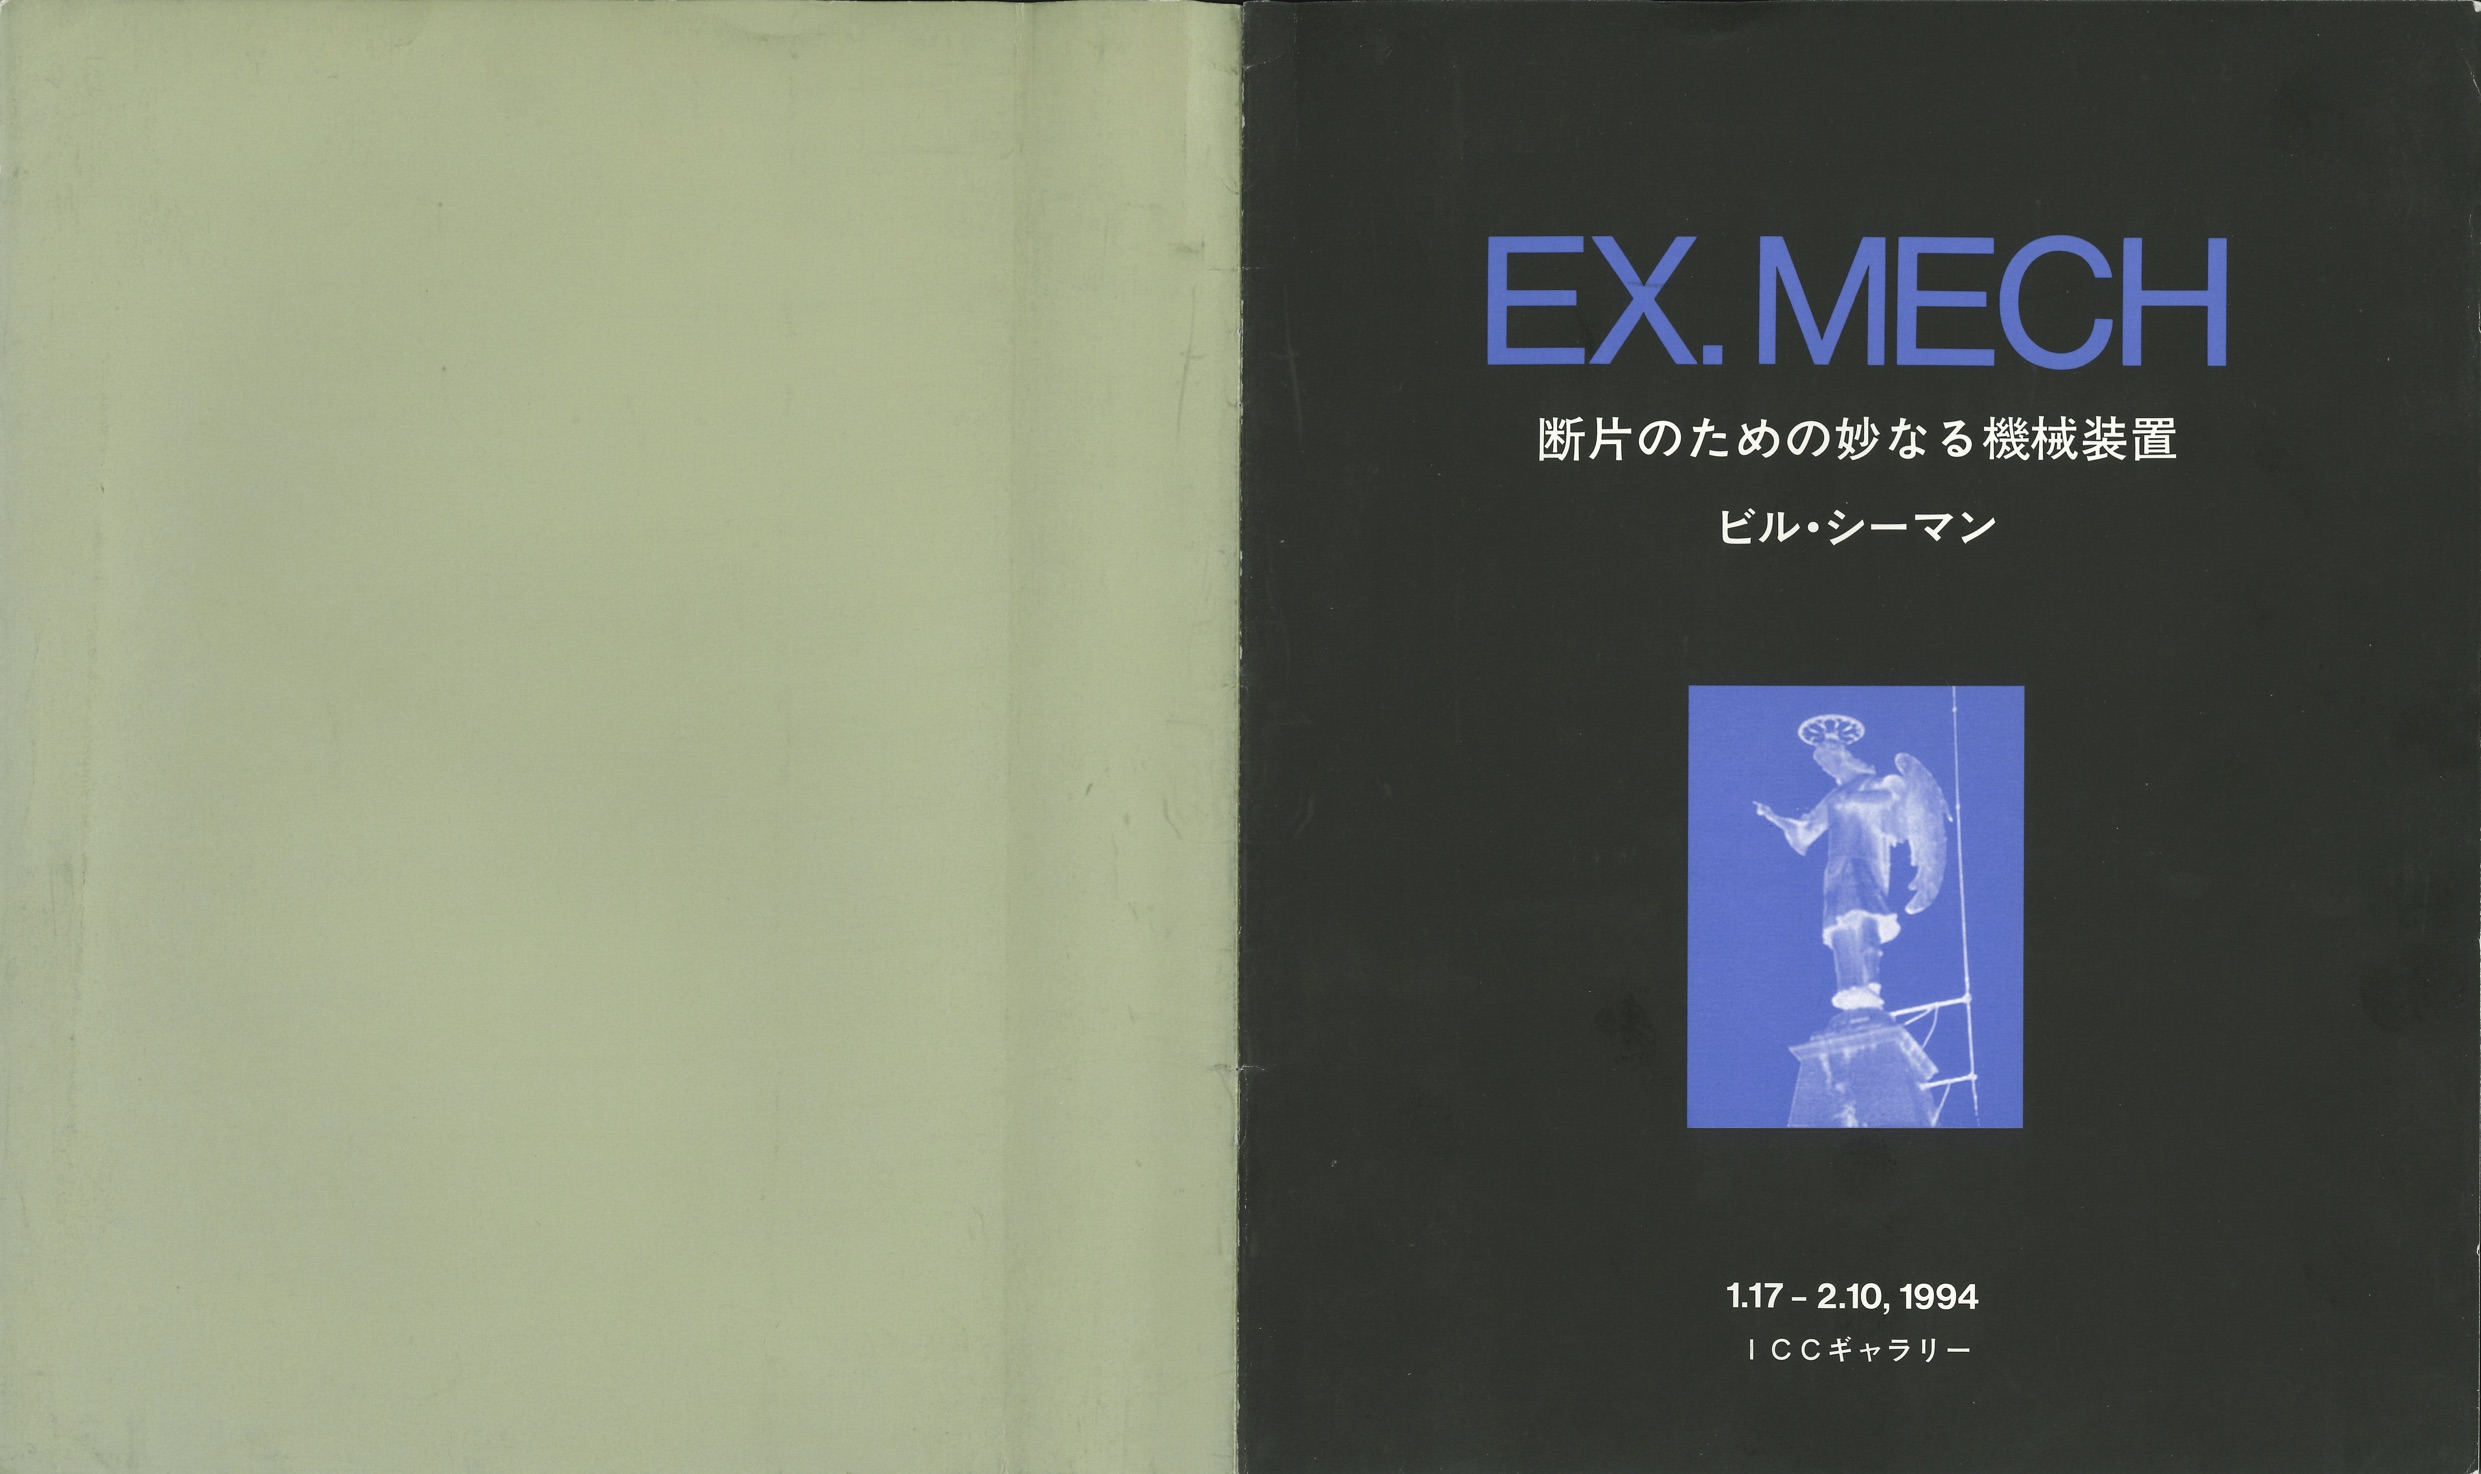 EX. MECH
断片のための妙なる機械装置
ビル・シーマン
1.17 – 2.10, 1994
ICCギャラリー